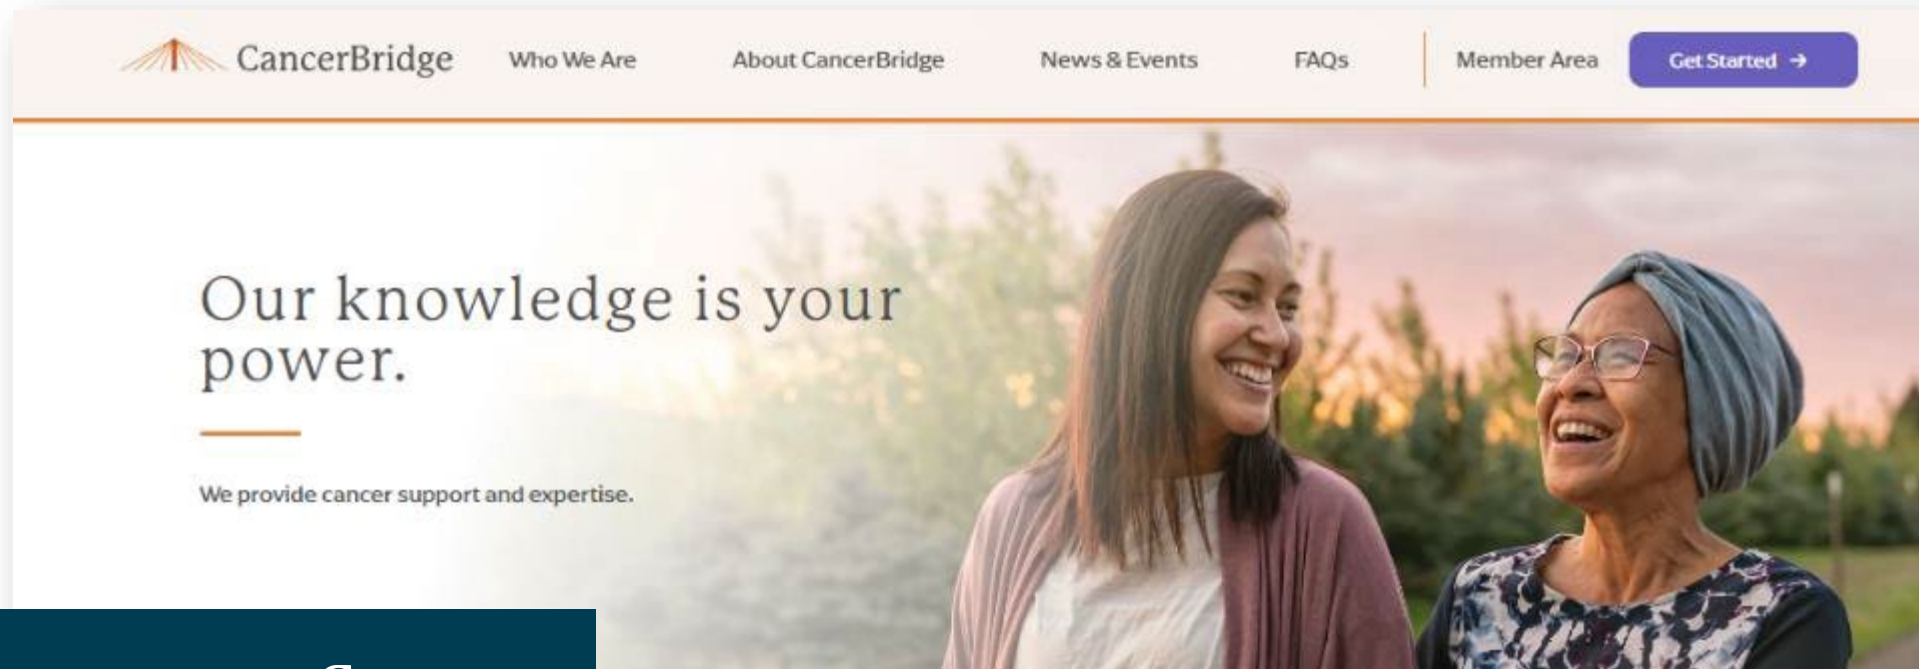 CancerBridge
Who We Are
About CancerBridge
News & Events
FAQs
Member Area
Get Started →
Our knowledge is your
power.
We provide cancer support and expertise.